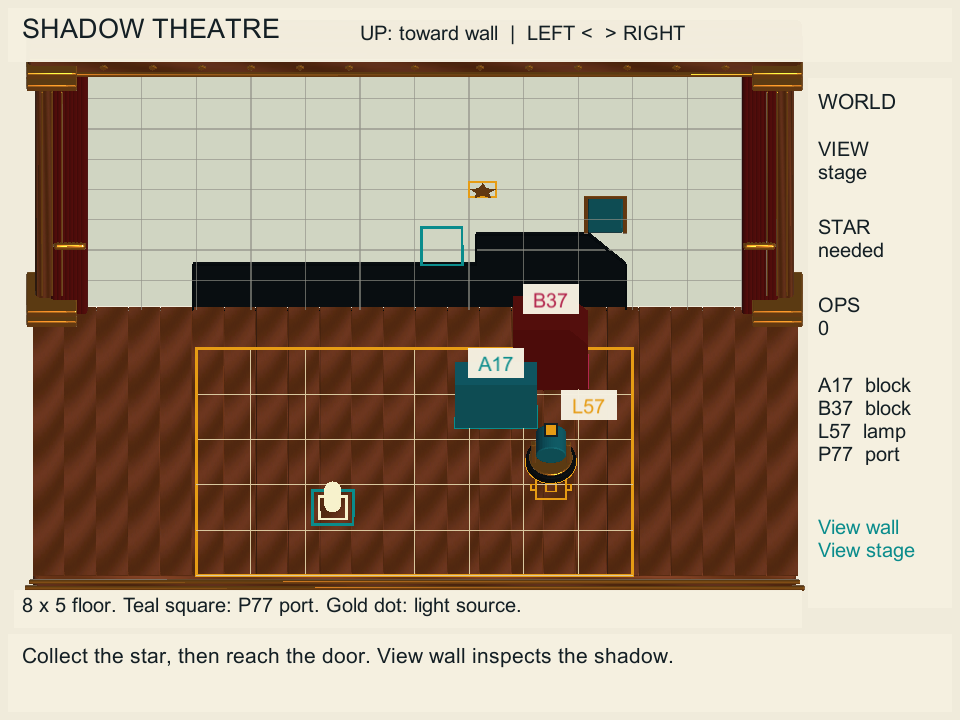 SHADOW THEATRE
UP: toward wall | LEFT < > RIGHT
WORLD
VIEW
stage
STAR
needed
OPS
0
A17 block
B37 block
L57 lamp
P77 port
View wall
View stage
B37
A17
L57
8 x 5 floor. Teal square: P77 port. Gold dot: light source.
Collect the star, then reach the door. View wall inspects the shadow.